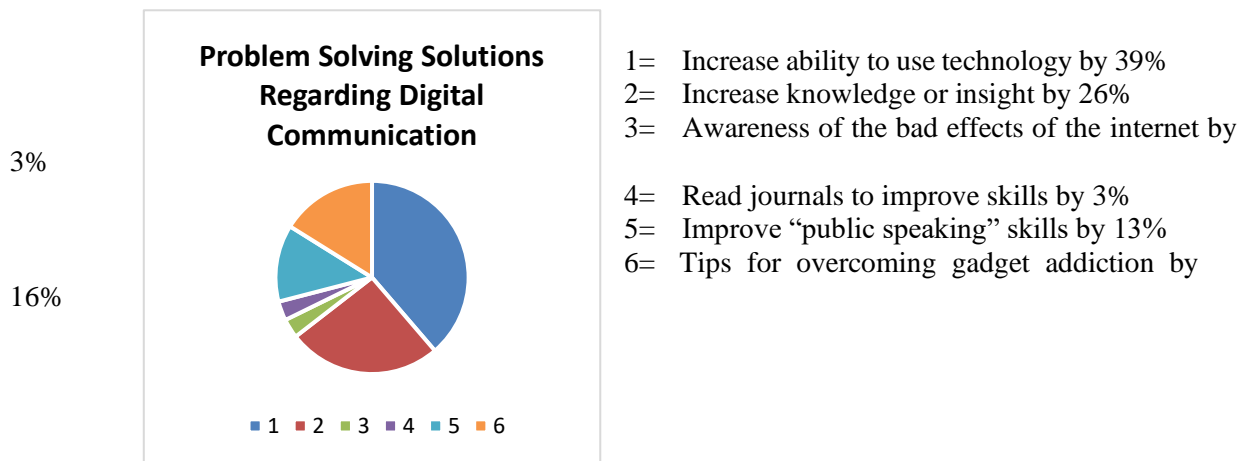 Problem Solving Solutions
Regarding Digital
Communication
1 2 3 4 5 6
1= Increase ability to use technology by 39%
2= Increase knowledge or insight by 26%
3= Awareness of the bad effects of the internet by
3%
4= Read journals to improve skills by 3%
5= Improve “public speaking” skills by 13%
6= Tips for overcoming gadget addiction by
16%